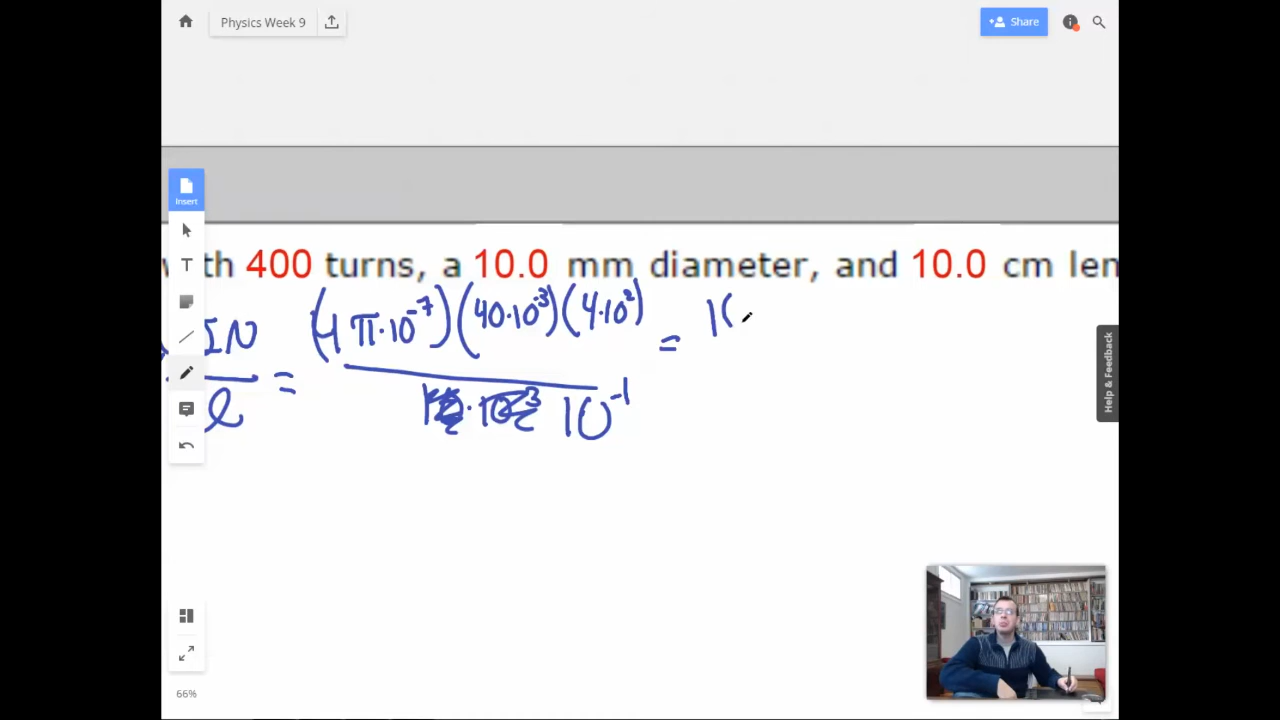 Physics Week 9
Share
Insert
with 400 turns, a 10.0 mm diameter, and 10.0 cm len
IN / l = (4π·10⁻⁷)(40·10⁻³)(4·10²) / 10⁻¹ =
T
Help & Feedback
66%